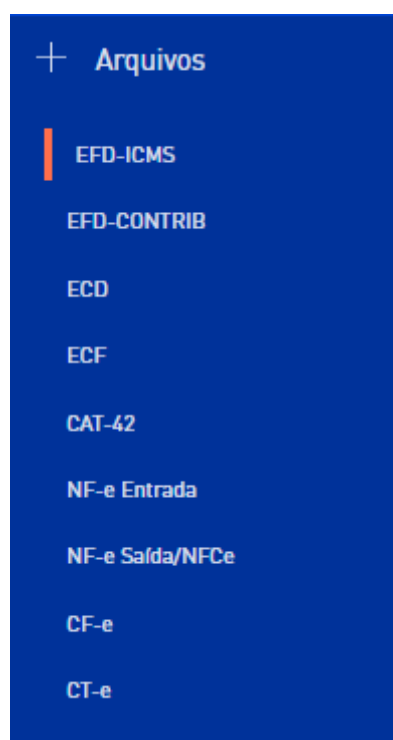 Arquivos
EFD-ICMS
EFD-CONTRIB
ECD
ECF
CAT-42
NF-e Entrada
NF-e Saída/NFCe
CF-e
CT-e